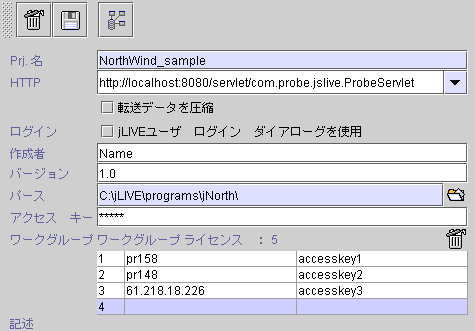 Prj. 名 NorthWind_sample
HTTP http://localhost:8080/servlet/com.probe.jslive.ProbeServlet
転送データを圧縮
ログイン jLIVEユーザ ログイン ダイアローグを使用
作成者 Name
バージョン 1.0
パース C:\jLIVE\programs\jNorth\
アクセス キー *****
ワークグループ ワークグループ ライセンス : 5
1 pr158 accesskey1
2 pr148 accesskey2
3 61.218.18.226 accesskey3
4
記述